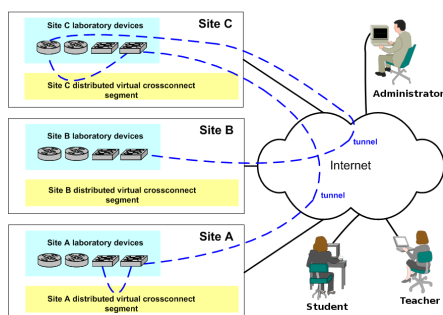 Site C laboratory devices
Site C
Site C distributed virtual crossconnect
segment
Administrator
Site B
Site B laboratory devices
tunnel
Internet
Site B distributed virtual crossconnect
segment
tunnel
Site A
Site A laboratory devices
Site A distributed virtual crossconnect
segment
Student
Teacher